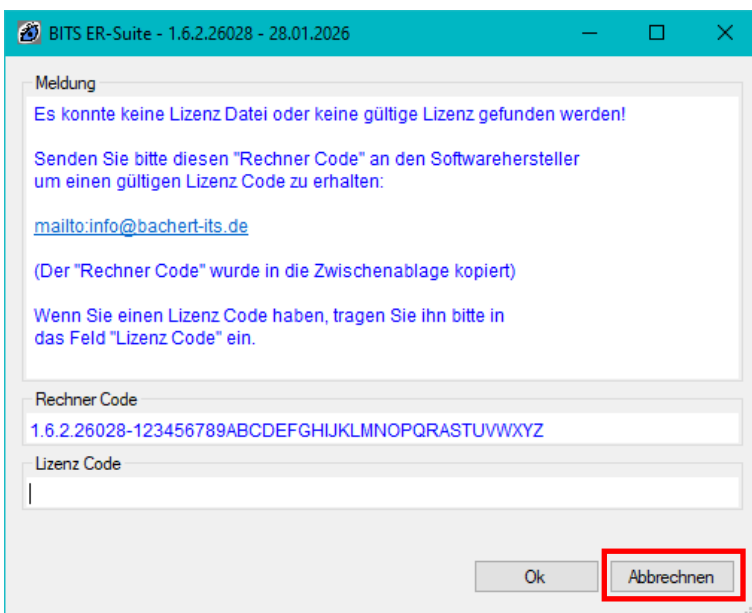 BITS ER-Suite - 1.6.2.26028 - 28.01.2026
Meldung
Es konnte keine Lizenz Datei oder keine gültige Lizenz gefunden werden!
Senden Sie bitte diesen "Rechner Code" an den Softwarehersteller
um einen gültigen Lizenz Code zu erhalten:
mailto:info@bachert-its.de
(Der "Rechner Code" wurde in die Zwischenablage kopiert)
Wenn Sie einen Lizenz Code haben, tragen Sie ihn bitte in
das Feld "Lizenz Code" ein.
Rechner Code
1.6.2.26028-123456789ABCDEFGHIJKLMNOPQRASTUVWXYZ
Lizenz Code
Ok Abbrechnen